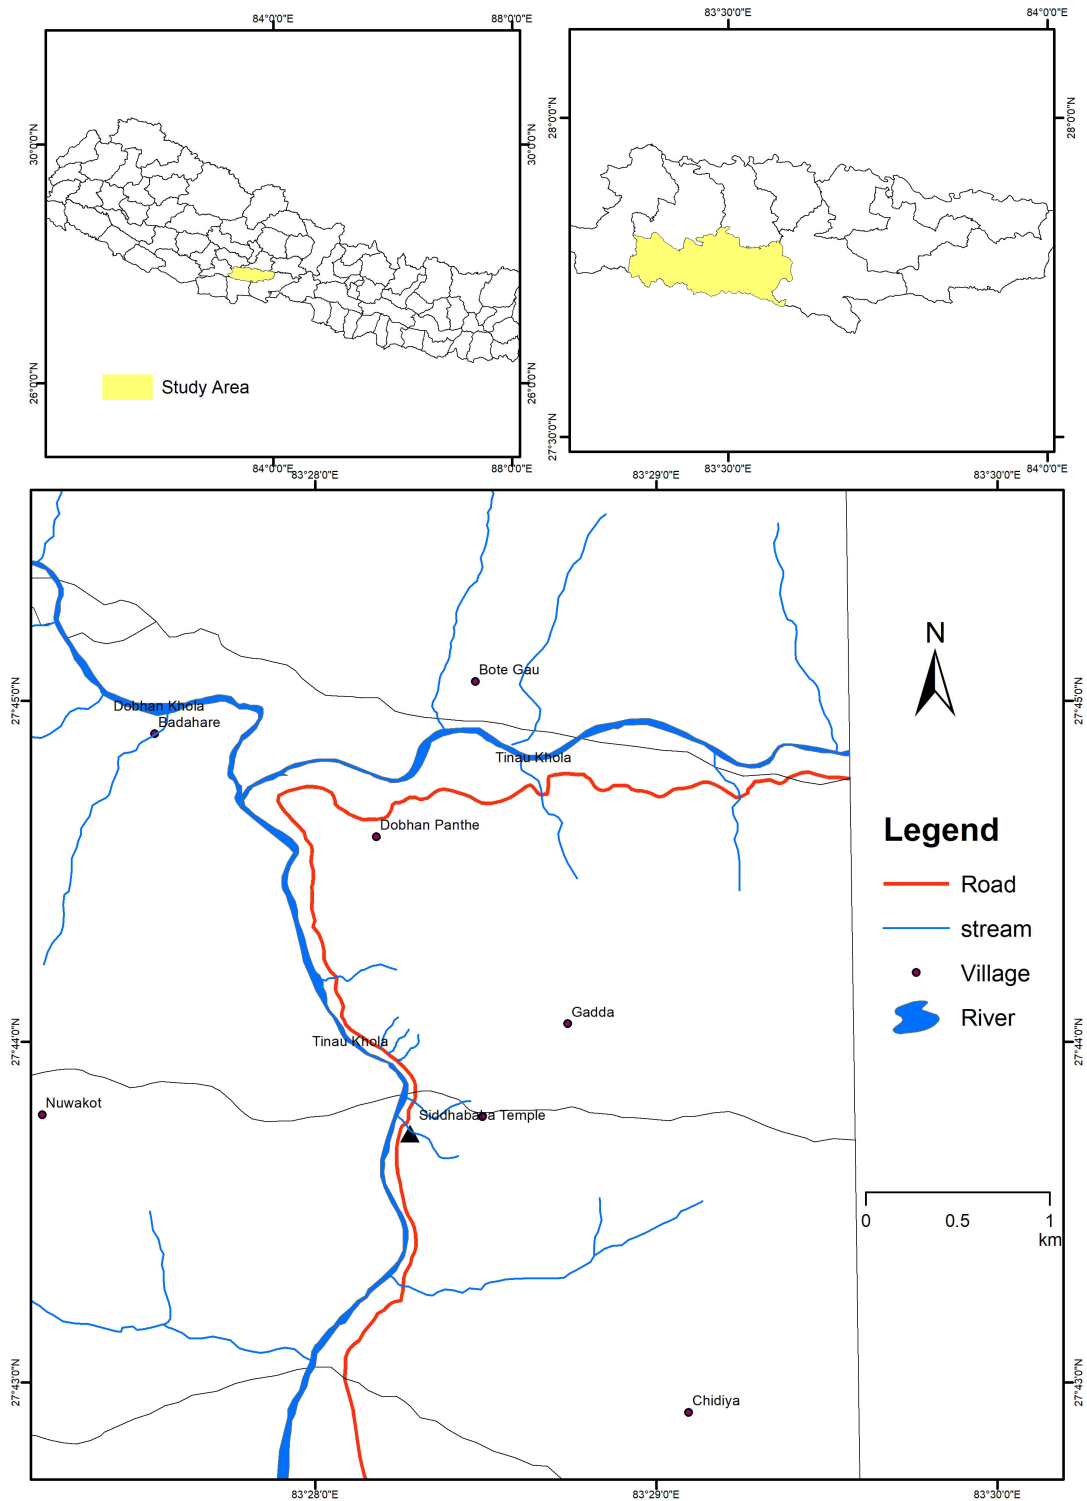 84°0'0"E 88°0'0"E
83°30'0"E 84°0'0"E
30°0'0"N 30°0'0"N
28°0'0"N 28°0'0"N
26°0'0"N 26°0'0"N
27°30'0"N
Study Area
84°0'0"E 88°0'0"E
83°30'0"E 84°0'0"E
83°28'0"E 83°29'0"E 83°30'0"E
N
Bote Gau
27°45'0"N 27°45'0"N
Dobhan Khola
Badahare
Tinau Khola
Dobhan Panthe
Legend
Road
stream
Village
River
Gadda
27°44'0"N 27°44'0"N
Tinau Khola
Nuwakot
Siddhababa Temple
0 0.5 1
km
27°43'0"N 27°43'0"N
Chidiya
83°28'0"E 83°29'0"E 83°30'0"E